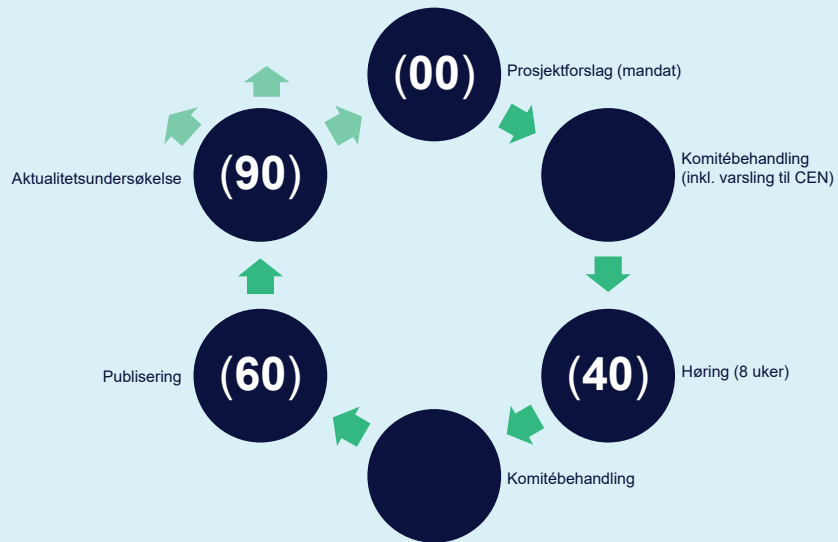 (00)
Prosjektforslag (mandat)
Komitébehandling
(inkl. varsling til CEN)
(40)
Høring (8 uker)
Komitébehandling
(60)
Publisering
(90)
Aktualitetsundersøkelse